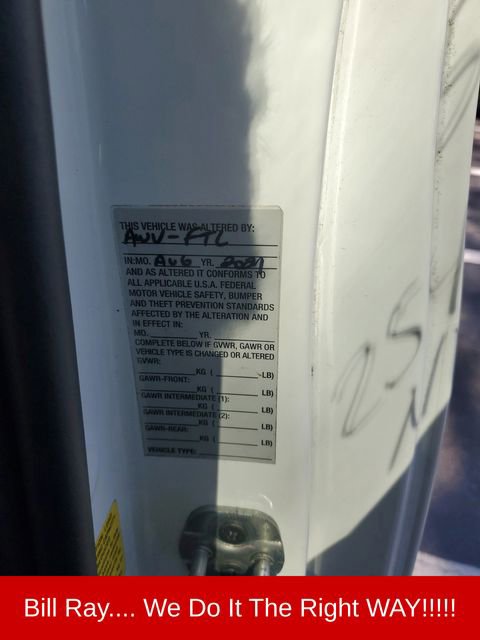 THIS VEHICLE WAS ALTERED BY:
AWV-FTL
IN:MO. AUG YR. 2021
AND AS ALTERED IT CONFORMS TO
ALL APPLICABLE U.S.A. FEDERAL
MOTOR VEHICLE SAFETY, BUMPER
AND THEFT PREVENTION STANDARDS
AFFECTED BY THE ALTERATION AND
IN EFFECT IN:
MO. YR.
COMPLETE BELOW IF GVWR, GAWR OR
VEHICLE TYPE IS CHANGED OR ALTERED
GVWR:
KG ( LB)
GAWR-FRONT:
KG ( LB)
GAWR INTERMEDIATE (1):
KG ( LB)
GAWR INTERMEDIATE (2):
KG ( LB)
GAWR-REAR:
KG ( LB)
VEHICLE TYPE:
Bill Ray.... We Do It The Right WAY!!!!!